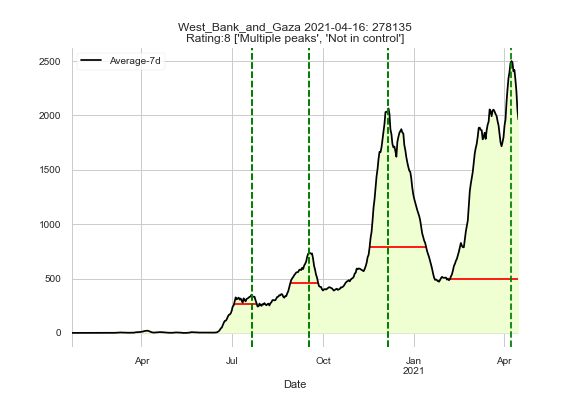 West_Bank_and_Gaza 2021-04-16: 278135
Rating:8 ['Multiple peaks', 'Not in control']
Average-7d
2500
2000
1500
1000
500
0
Apr
Jul
Oct
Jan
2021
Apr
Date